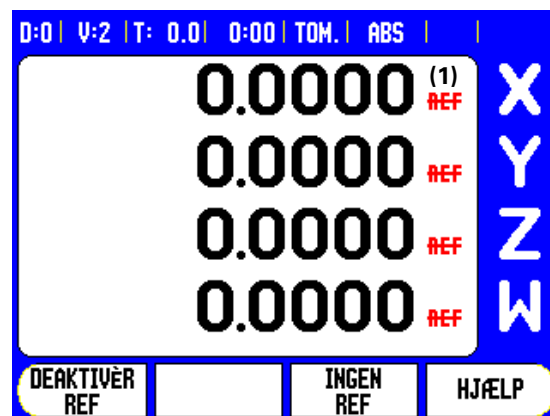 D:0 | V:2 | T: 0.0 | 0:00 | TOM. | ABS | |
(1)
0.0000 REF X
0.0000 REF Y
0.0000 REF Z
0.0000 REF W
DEAKTIVÈR REF
INGEN REF
HJÆLP